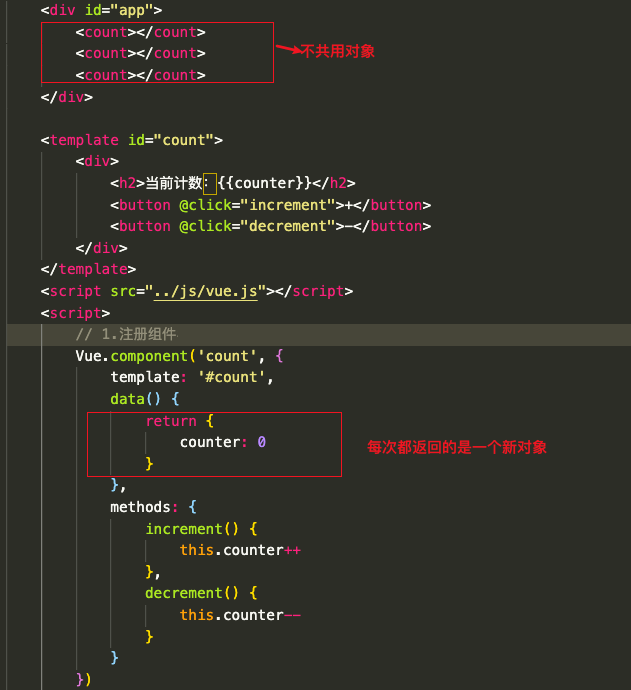 <div id="app">
<count></count>
<count></count> 不共用对象
<count></count>
</div>
<template id="count">
<div>
<h2>当前计数：{{counter}}</h2>
<button @click="increment">+</button>
<button @click="decrement">-</button>
</div>
</template>
<script src="../js/vue.js"></script>
<script>
// 1.注册组件
Vue.component('count', {
template: '#count',
data() {
return {
counter: 0 每次都返回的是一个新对象
}
},
methods: {
increment() {
this.counter++
},
decrement() {
this.counter--
}
}
})